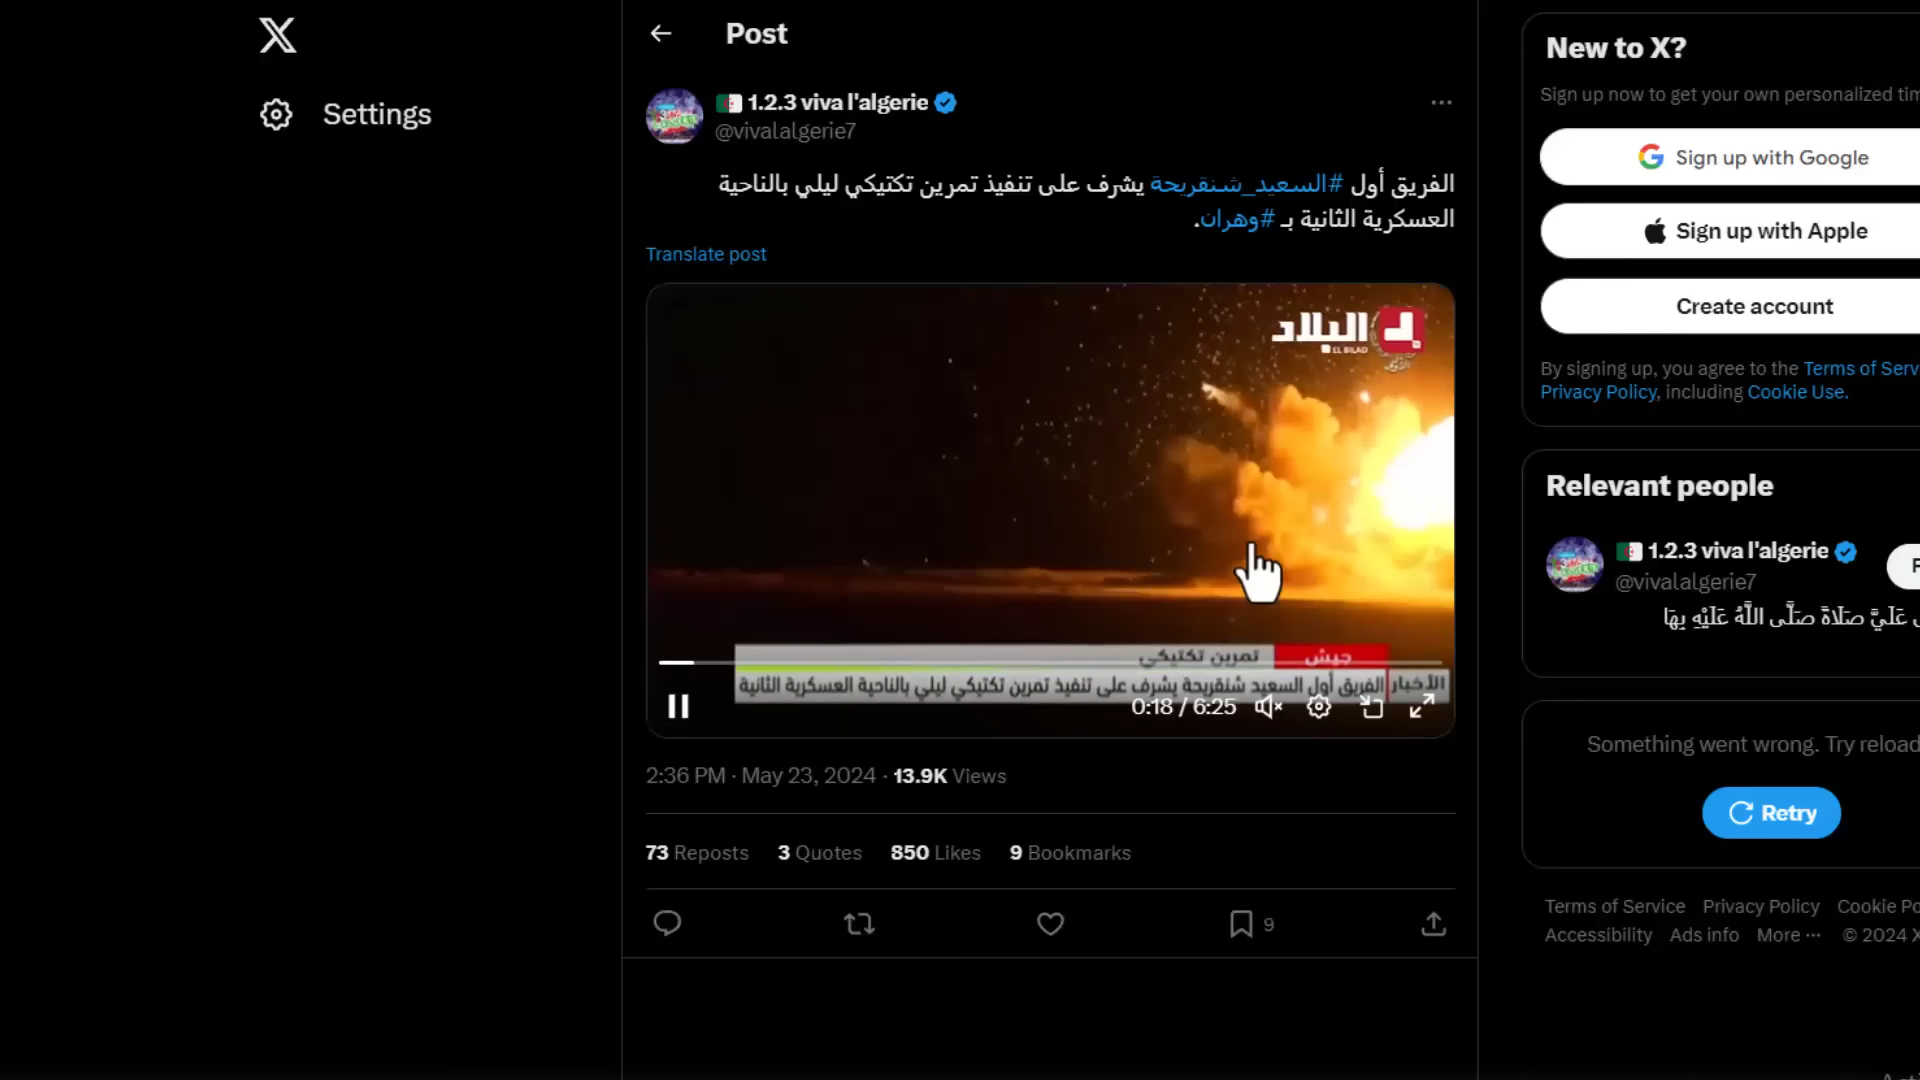 Post
Settings
1.2.3 viva l'algerie
@vivalalgerie7
الفريق أول #السعيد_شنقريحة يشرف على تنفيذ تمرين تكتيكي ليلي بالناحية
العسكرية الثانية بـ #وهران.
Translate post
البلاد
EL BILAD
جيش تمرين تكتيكي
الأخبار الفريق أول السعيد شنقريحة يشرف على تنفيذ تمرين تكتيكي ليلي بالناحية العسكرية الثانية
0:18 / 6:25
2:36 PM · May 23, 2024 · 13.9K Views
73 Reposts 3 Quotes 850 Likes 9 Bookmarks
9
New to X?
Sign up now to get your own personalized tim
Sign up with Google
Sign up with Apple
Create account
By signing up, you agree to the Terms of Serv
Privacy Policy, including Cookie Use.
Relevant people
1.2.3 viva l'algerie
@vivalalgerie7
F
عَلَيَّ صَلَاةً صَلَّى اللَّهُ عَلَيْهِ بِهَا
Something went wrong. Try reload
Retry
Terms of Service Privacy Policy Cookie Po
Accessibility Ads info More ··· © 2024 X